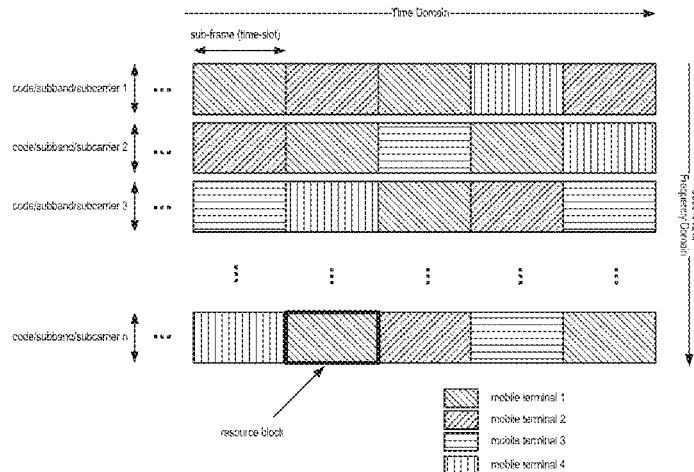 Time Domain
sub-frame (time-slot)
code/subband/subcarrier 1
code/subband/subcarrier 2
code/subband/subcarrier 3
Frequency Domain
code/subband/subcarrier n
resource block
mobile terminal 1
mobile terminal 2
mobile terminal 3
mobile terminal 4